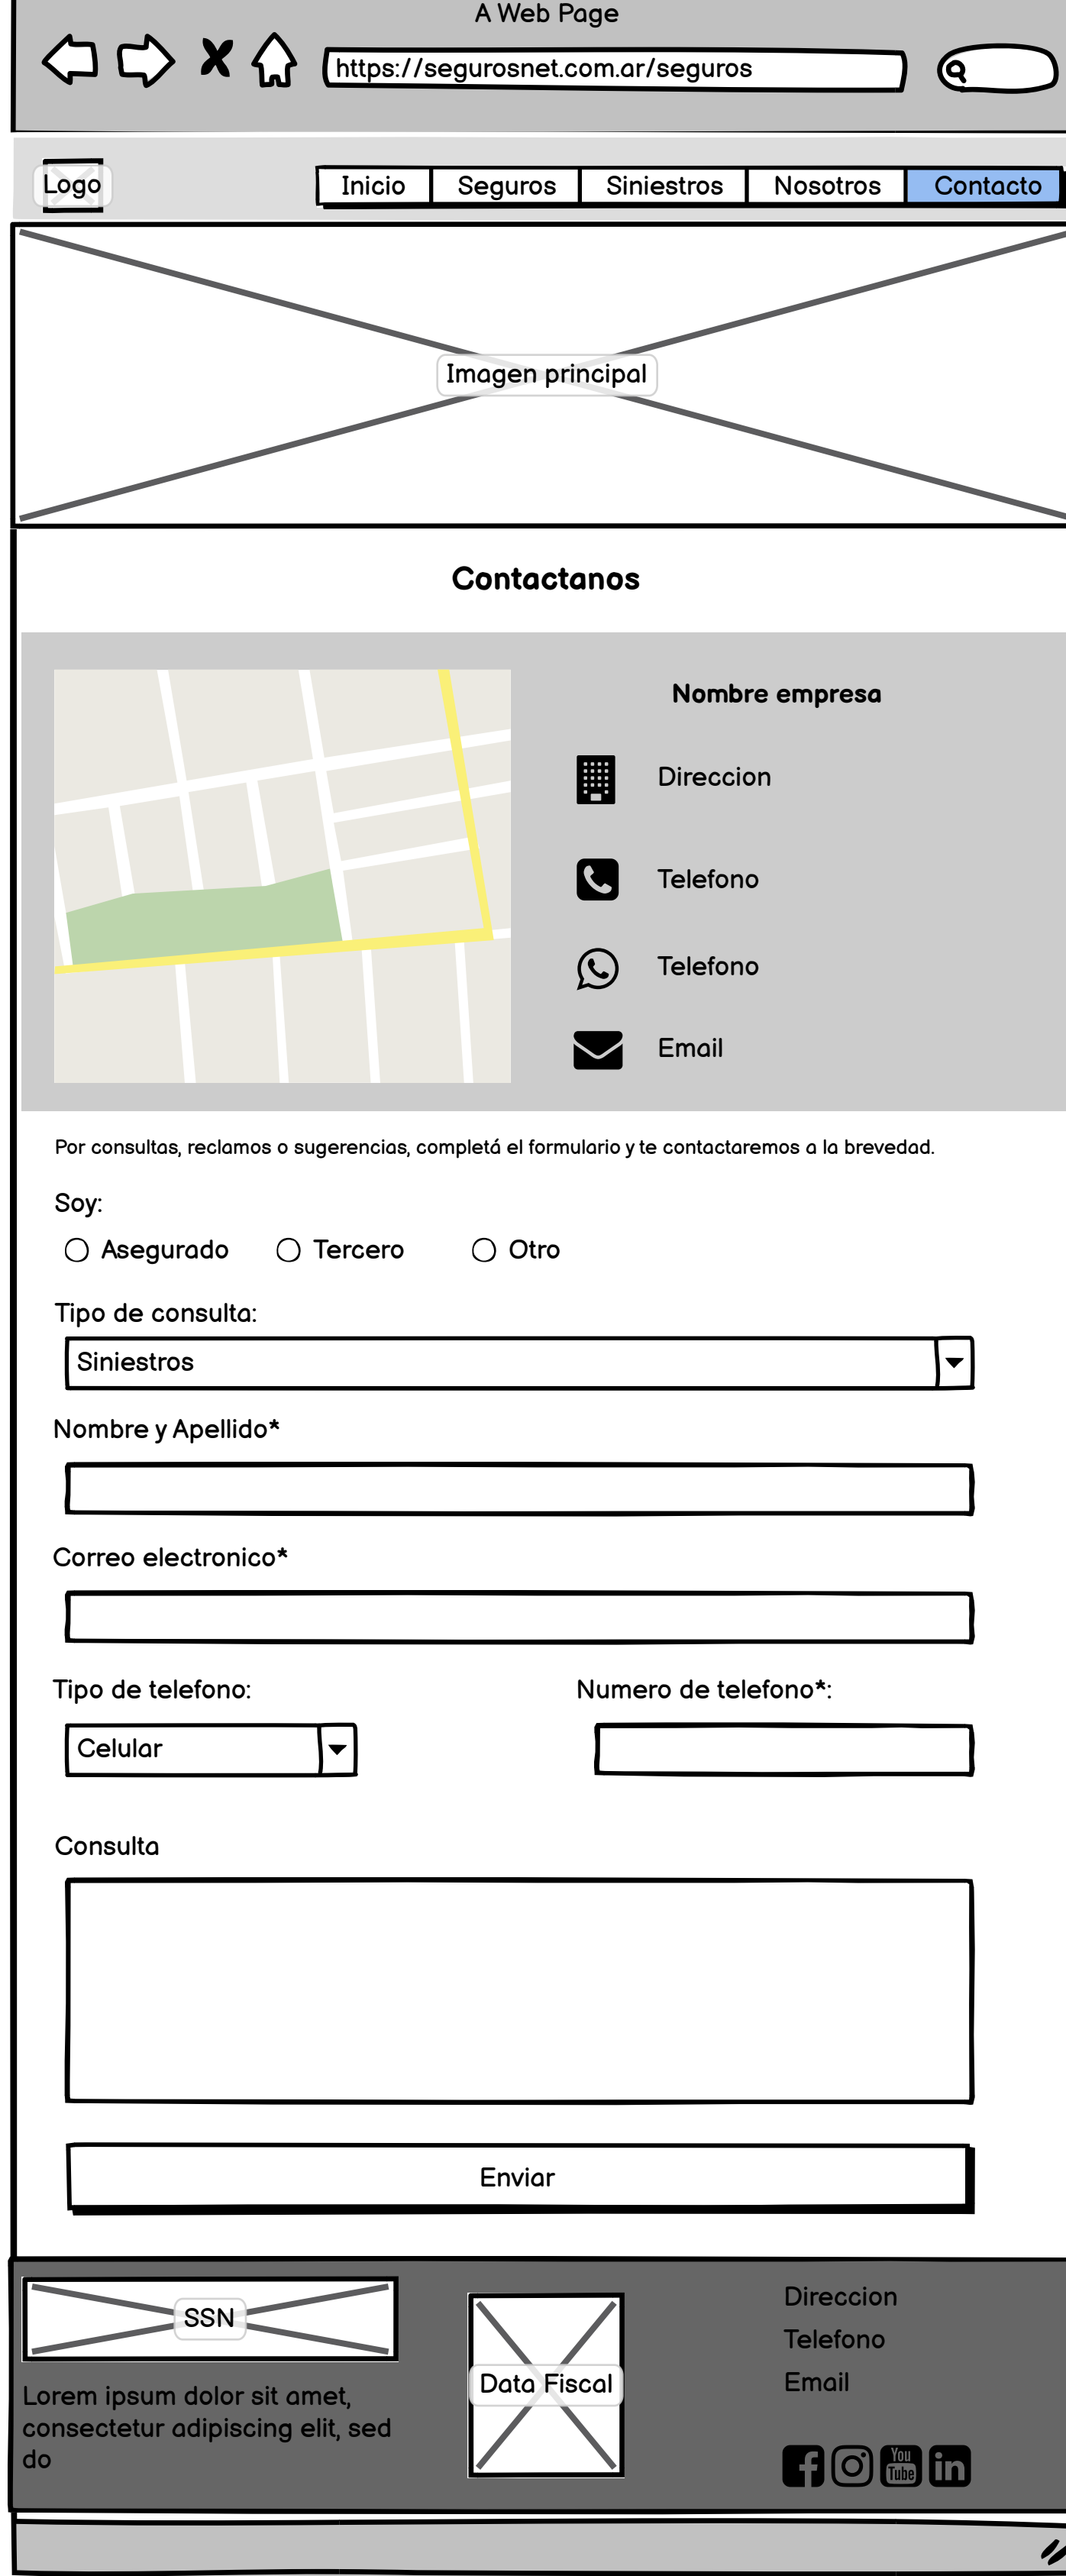 A Web Page
https://segurosnet.com.ar/seguros
Logo
Inicio Seguros Siniestros Nosotros Contacto
Imagen principal
Contactanos
Nombre empresa
Direccion
Telefono
Telefono
Email
Por consultas, reclamos o sugerencias, completá el formulario y te contactaremos a la brevedad.
Soy:
Asegurado Tercero Otro
Tipo de consulta:
Siniestros
Nombre y Apellido*
Correo electronico*
Tipo de telefono: Numero de telefono*:
Celular
Consulta
Enviar
SSN
Lorem ipsum dolor sit amet,
consectetur adipiscing elit, sed
do
Data Fiscal
Direccion
Telefono
Email
You
Tube
in